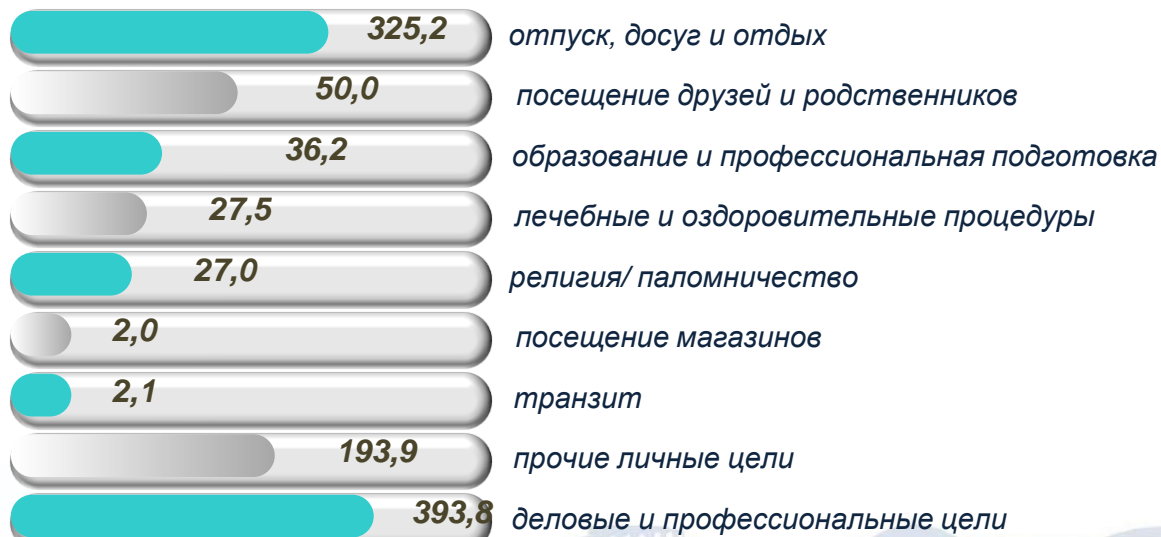 325,2 отпуск, досуг и отдых
50,0 посещение друзей и родственников
36,2 образование и профессиональная подготовка
27,5 лечебные и оздоровительные процедуры
27,0 религия/ паломничество
2,0 посещение магазинов
2,1 транзит
193,9 прочие личные цели
393,8 деловые и профессиональные цели